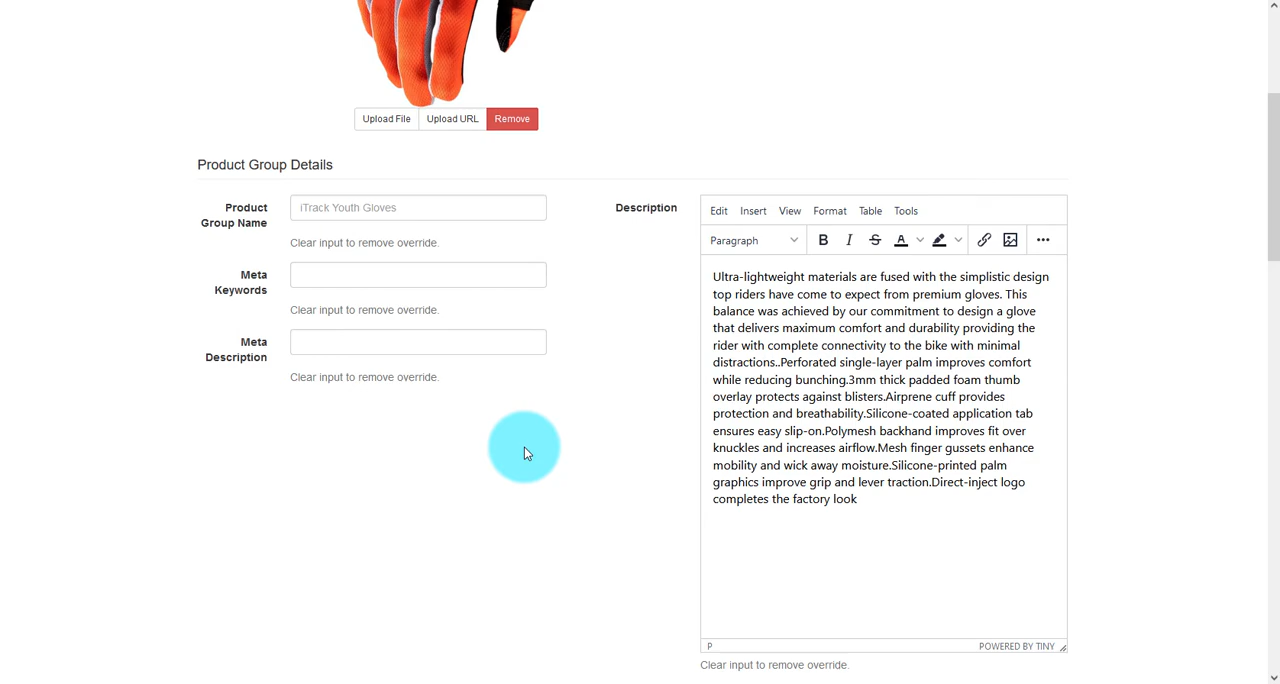 Upload File Upload URL Remove
Product Group Details
Product
Group Name
iTrack Youth Gloves
Clear input to remove override.
Meta
Keywords
Clear input to remove override.
Meta
Description
Clear input to remove override.
Description
Edit Insert View Format Table Tools
Paragraph B I S A
Ultra-lightweight materials are fused with the simplistic design
top riders have come to expect from premium gloves. This
balance was achieved by our commitment to design a glove
that delivers maximum comfort and durability providing the
rider with complete connectivity to the bike with minimal
distractions..Perforated single-layer palm improves comfort
while reducing bunching.3mm thick padded foam thumb
overlay protects against blisters.Airprene cuff provides
protection and breathability.Silicone-coated application tab
ensures easy slip-on.Polymesh backhand improves fit over
knuckles and increases airflow.Mesh finger gussets enhance
mobility and wick away moisture.Silicone-printed palm
graphics improve grip and lever traction.Direct-inject logo
completes the factory look
P POWERED BY TINY
Clear input to remove override.